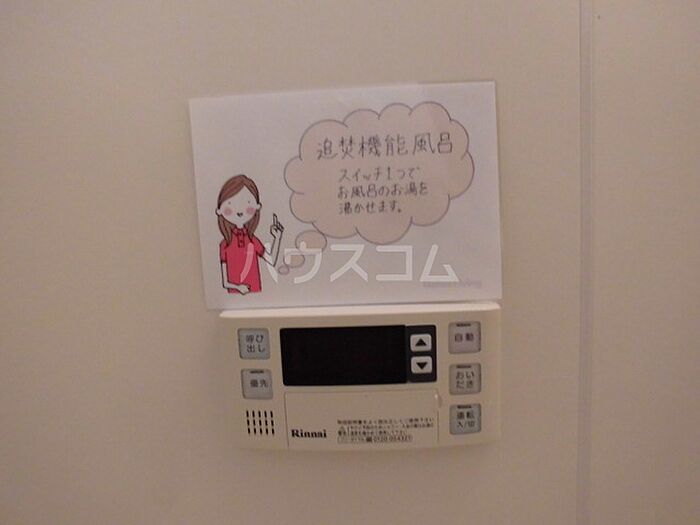 追焚機能風呂
スイッチ1つで
お風呂のお湯を
沸かせます。
ハウスコム
呼び
出し
優先
自動
おい
だき
運転
入/切
Rinnai
0120-054321